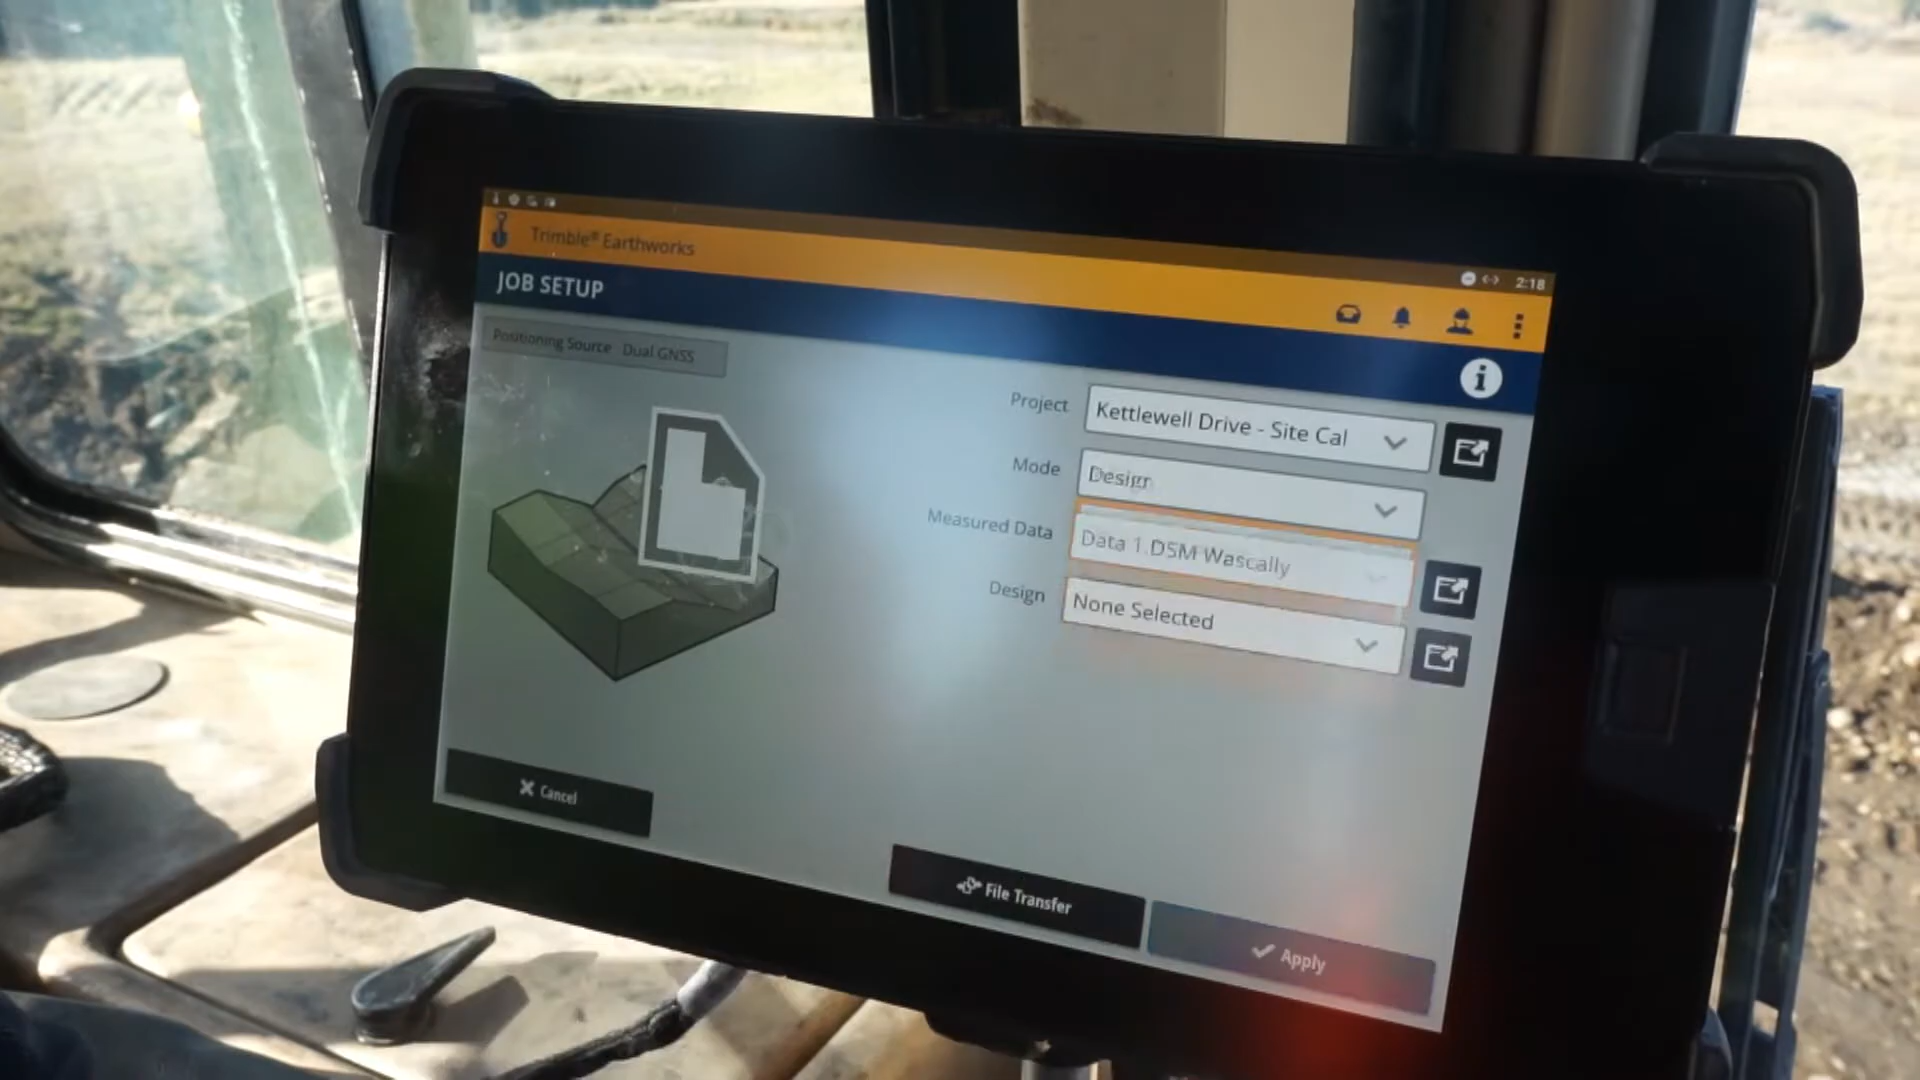 Trimble® Earthworks
2:18
JOB SETUP
i
Positioning Source Dual GNSS
Project
Kettlewell Drive - Site Cal
Mode
Design
Measured Data
Data 1.DSM Wascally
Design
None Selected
Cancel
File Transfer
Apply